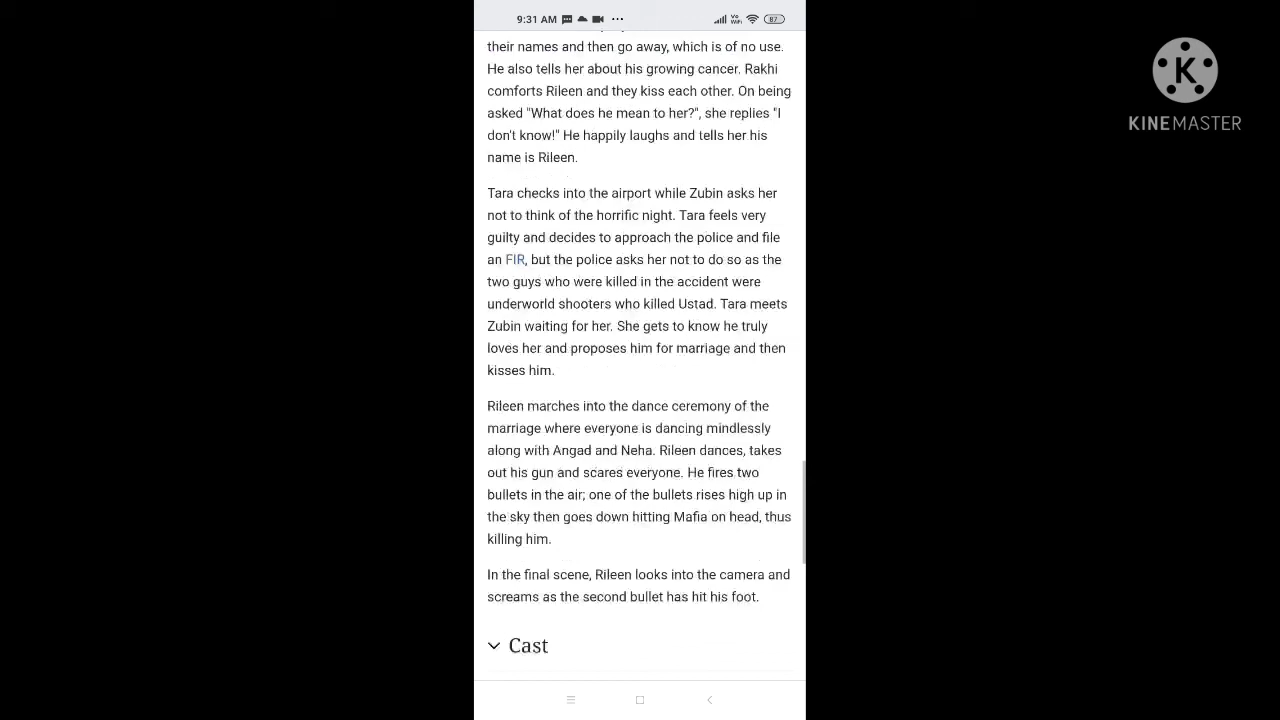 9:31 AM
Vo
WiFi
87
their names and then go away, which is of no use.
He also tells her about his growing cancer. Rakhi
comforts Rileen and they kiss each other. On being
asked "What does he mean to her?", she replies "I
don't know!" He happily laughs and tells her his
name is Rileen.
Tara checks into the airport while Zubin asks her
not to think of the horrific night. Tara feels very
guilty and decides to approach the police and file
an FIR, but the police asks her not to do so as the
two guys who were killed in the accident were
underworld shooters who killed Ustad. Tara meets
Zubin waiting for her. She gets to know he truly
loves her and proposes him for marriage and then
kisses him.
Rileen marches into the dance ceremony of the
marriage where everyone is dancing mindlessly
along with Angad and Neha. Rileen dances, takes
out his gun and scares everyone. He fires two
bullets in the air; one of the bullets rises high up in
the sky then goes down hitting Mafia on head, thus
killing him.
In the final scene, Rileen looks into the camera and
screams as the second bullet has hit his foot.
Cast
K
KINEMASTER